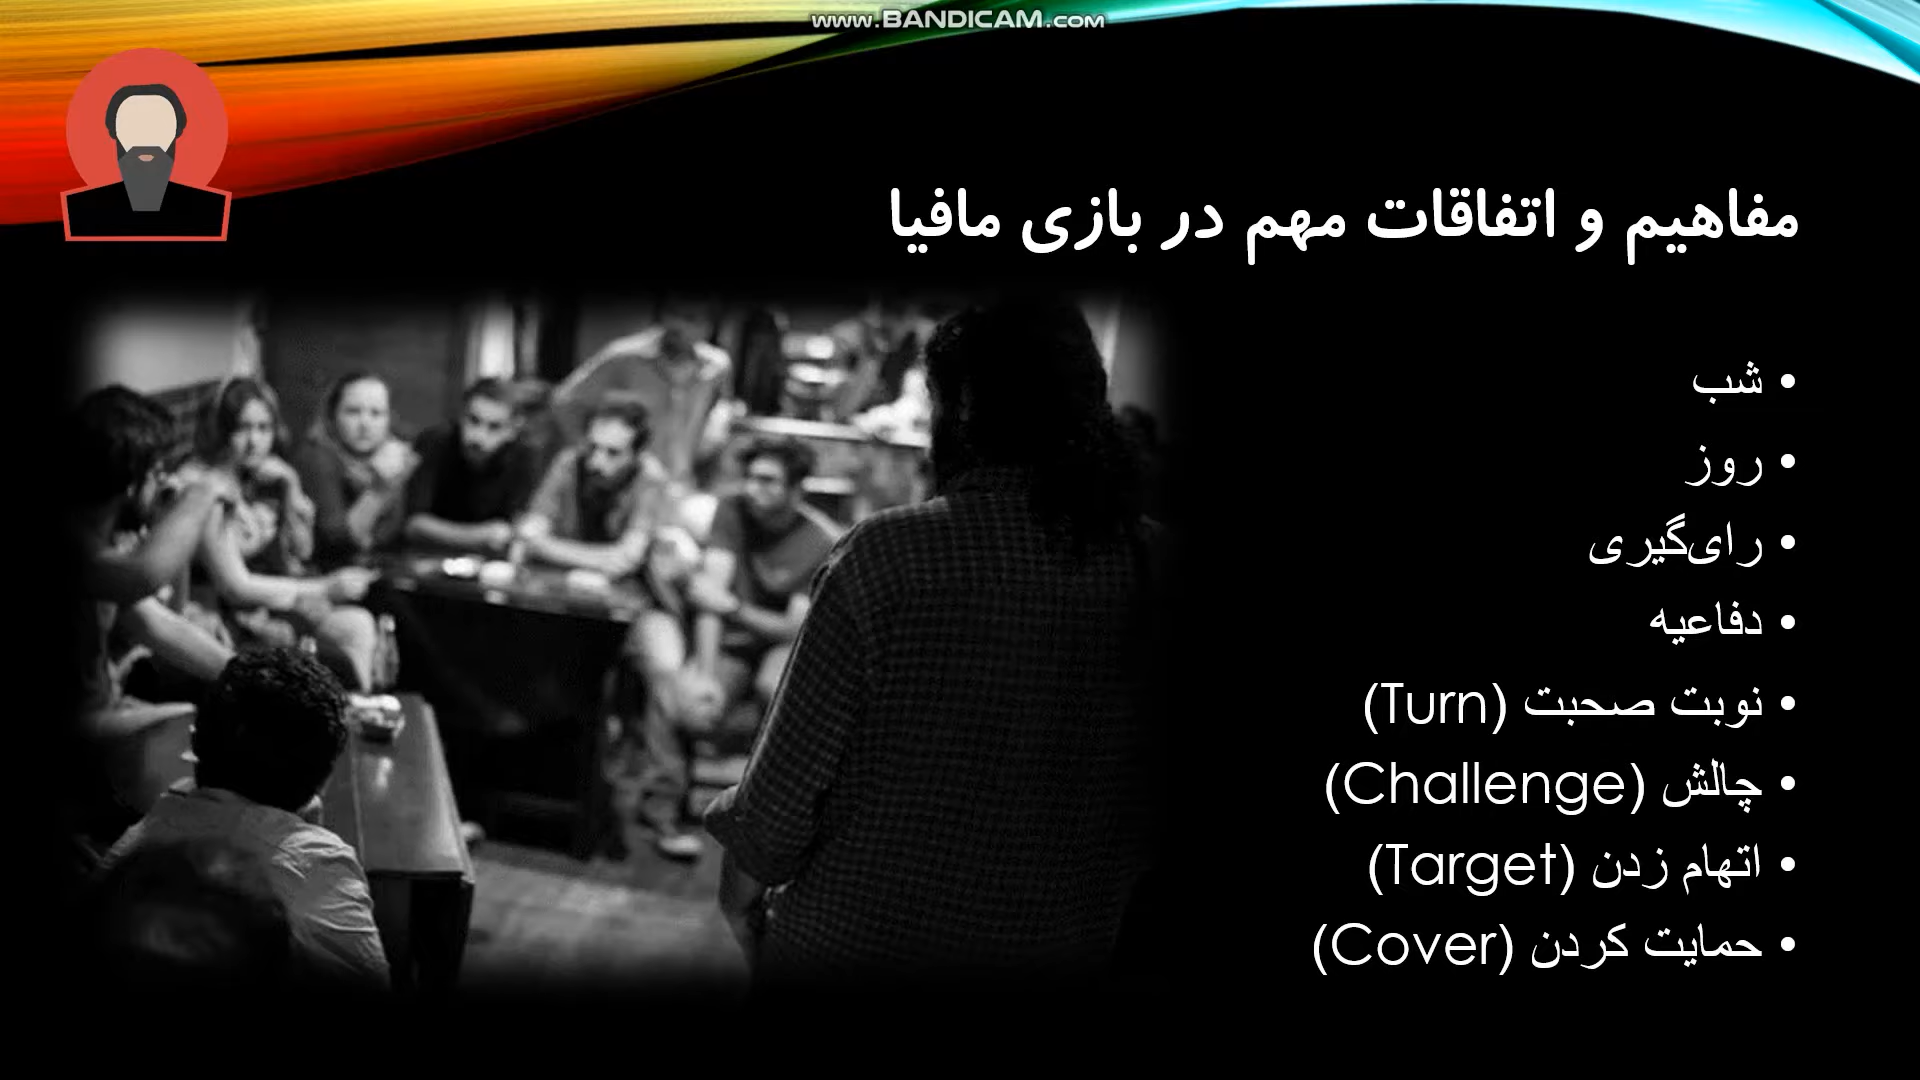 www.BANDICAM.com
مفاهیم و اتفاقات مهم در بازی مافیا
• شب
• روز
• رای‌گیری
• دفاعیه
• نوبت صحبت (Turn)
• چالش (Challenge)
• اتهام زدن (Target)
• حمایت کردن (Cover)